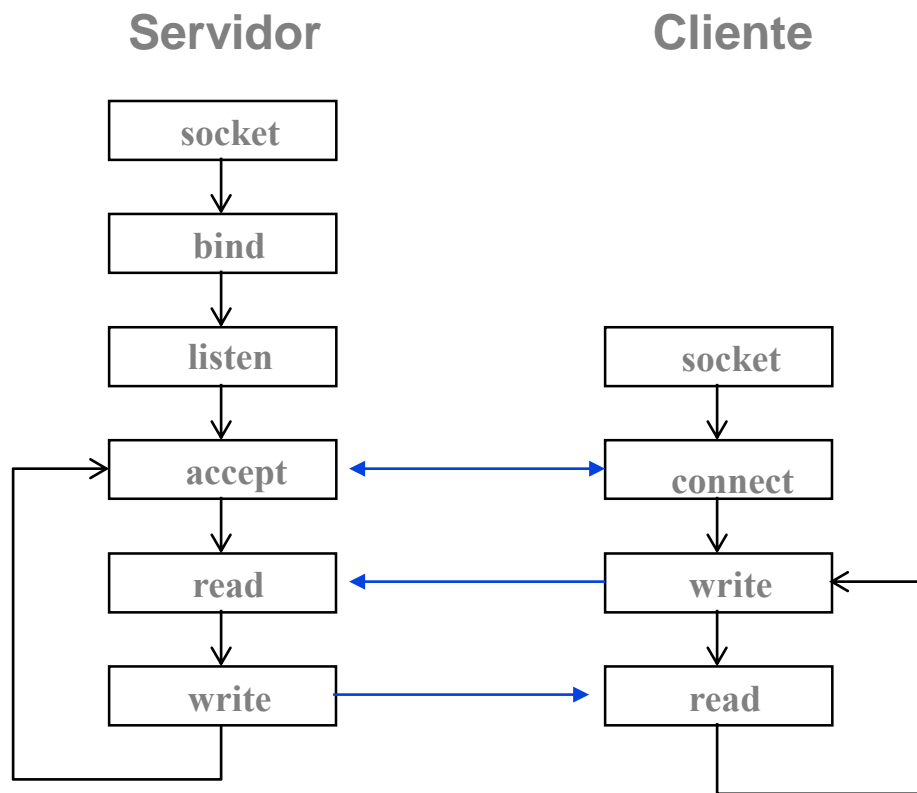 Servidor
Cliente
socket
bind
listen
socket
accept
connect
read
write
write
read